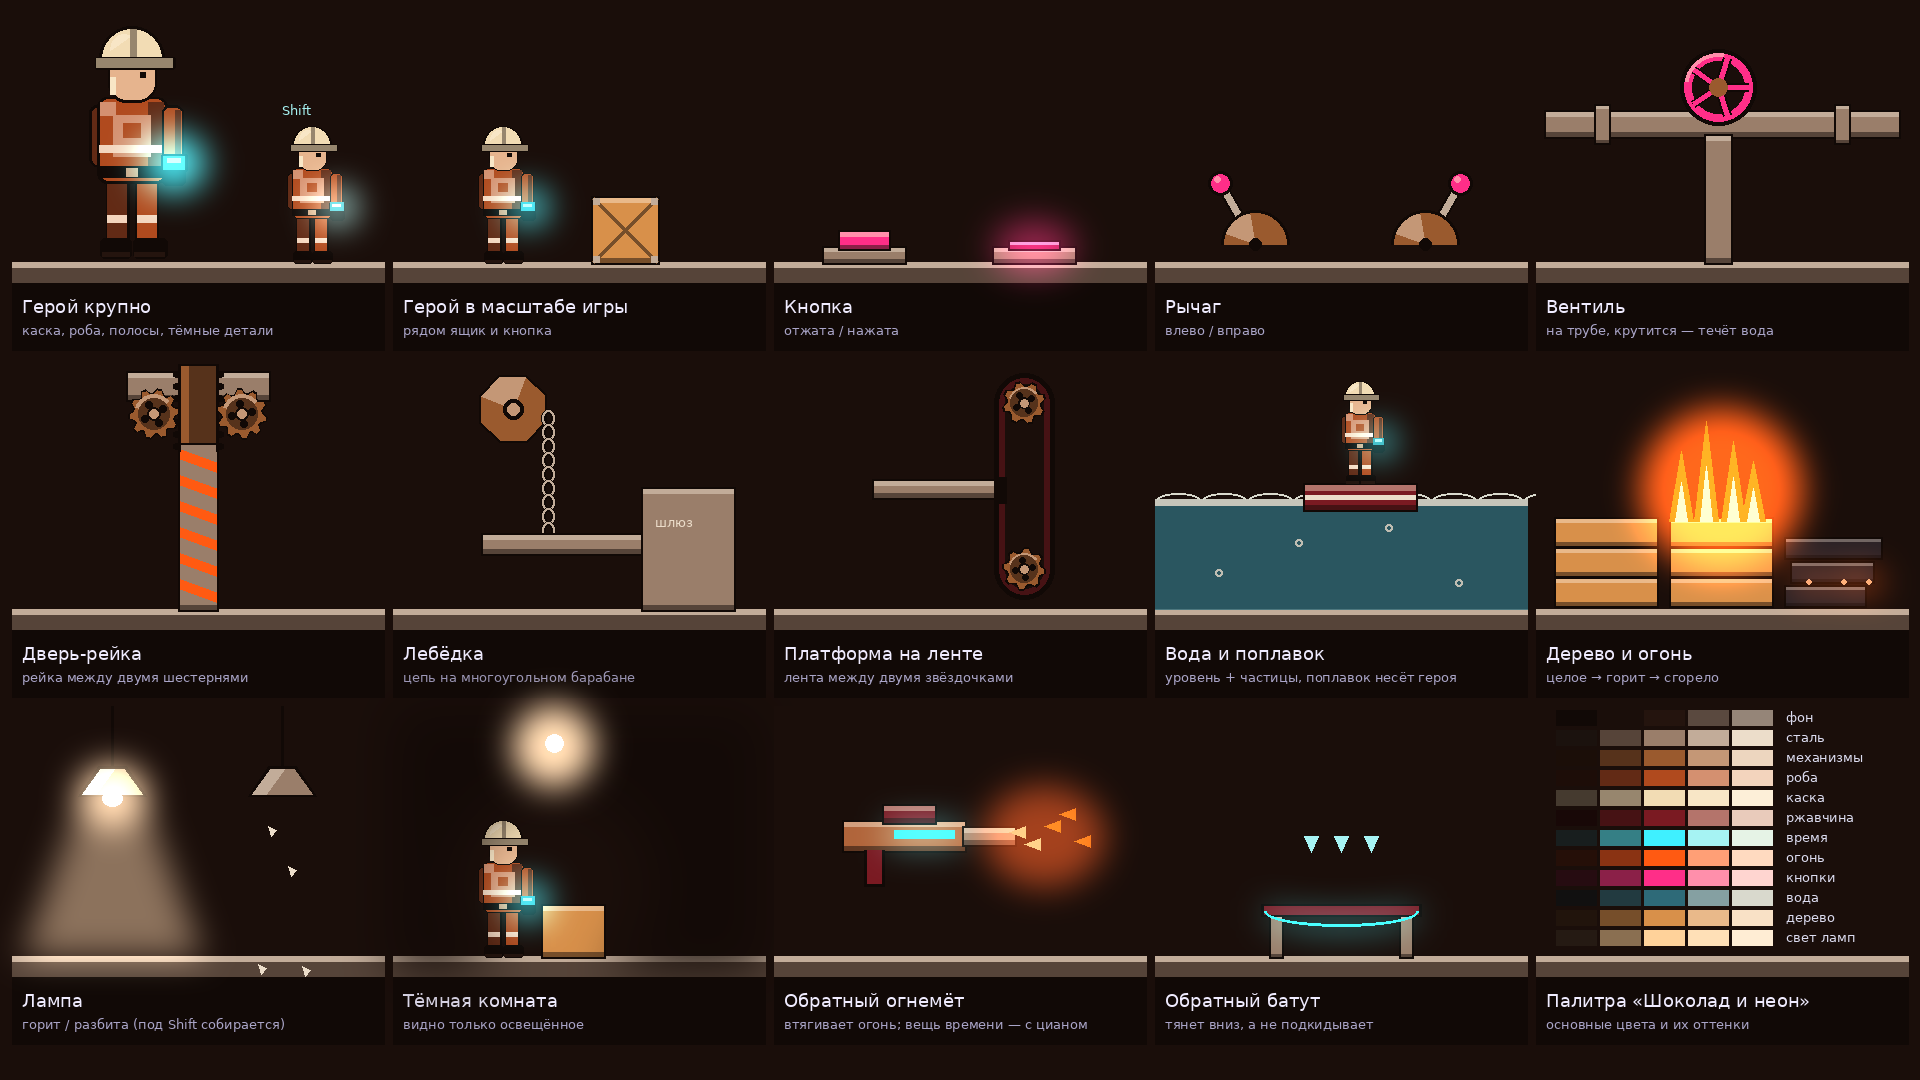 Shift
Герой крупно
каска, роба, полосы, тёмные детали
Герой в масштабе игры
рядом ящик и кнопка
Кнопка
отжата / нажата
Рычаг
влево / вправо
Вентиль
на трубе, крутится — течёт вода
шлюз
Дверь-рейка
рейка между двумя шестернями
Лебёдка
цепь на многоугольном барабане
Платформа на ленте
лента между двумя звёздочками
Вода и поплавок
уровень + частицы, поплавок несёт героя
Дерево и огонь
целое → горит → сгорело
фон
сталь
механизмы
роба
каска
ржавчина
время
огонь
кнопки
вода
дерево
свет ламп
Лампа
горит / разбита (под Shift собирается)
Тёмная комната
видно только освещённое
Обратный огнемёт
втягивает огонь; вещь времени — с цианом
Обратный батут
тянет вниз, а не подкидывает
Палитра «Шоколад и неон»
основные цвета и их оттенки